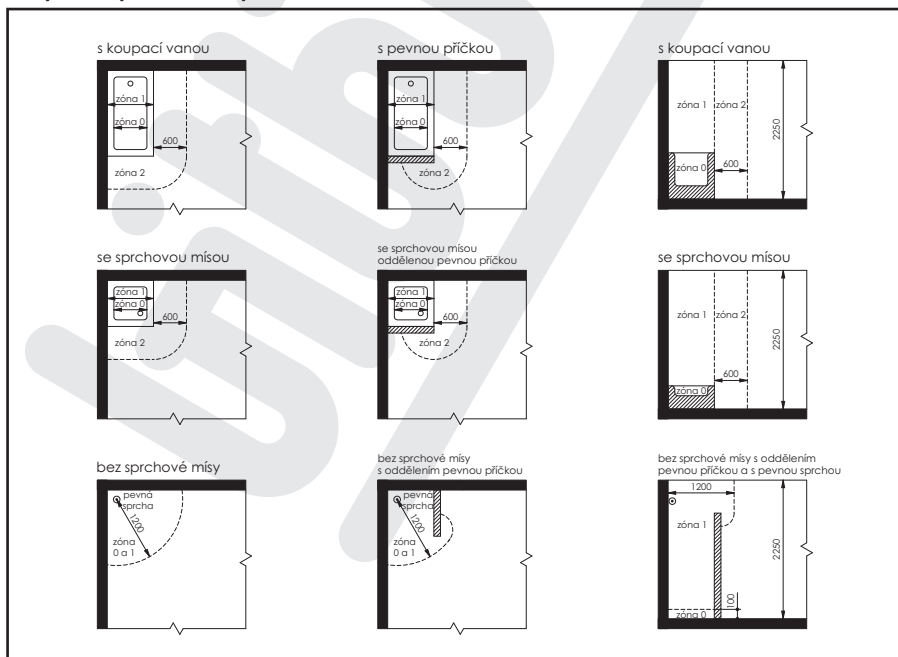 s koupací vanou
zóna 1
zóna 0
600
zóna 2
s pevnou příčkou
zóna 1
zóna 0
600
zóna 2
s koupací vanou
zóna 1
zóna 2
2250
zóna 0
600
se sprchovou mísou
zóna 1
zóna 0
600
zóna 2
se sprchovou mísou
oddělenou pevnou příčkou
zóna 1
zóna 0
600
zóna 2
se sprchovou mísou
zóna 1
zóna 2
2250
600
zóna 0
bez sprchové mísy
pevná
sprcha
1200
zóna
0 a 1
bez sprchové mísy
s oddělením pevnou příčkou
pevná
sprcha
1200
zóna
0 a 1
bez sprchové mísy s oddělením
pevnou příčkou a s pevnou sprchou
1200
zóna 1
2250
100
zóna 0